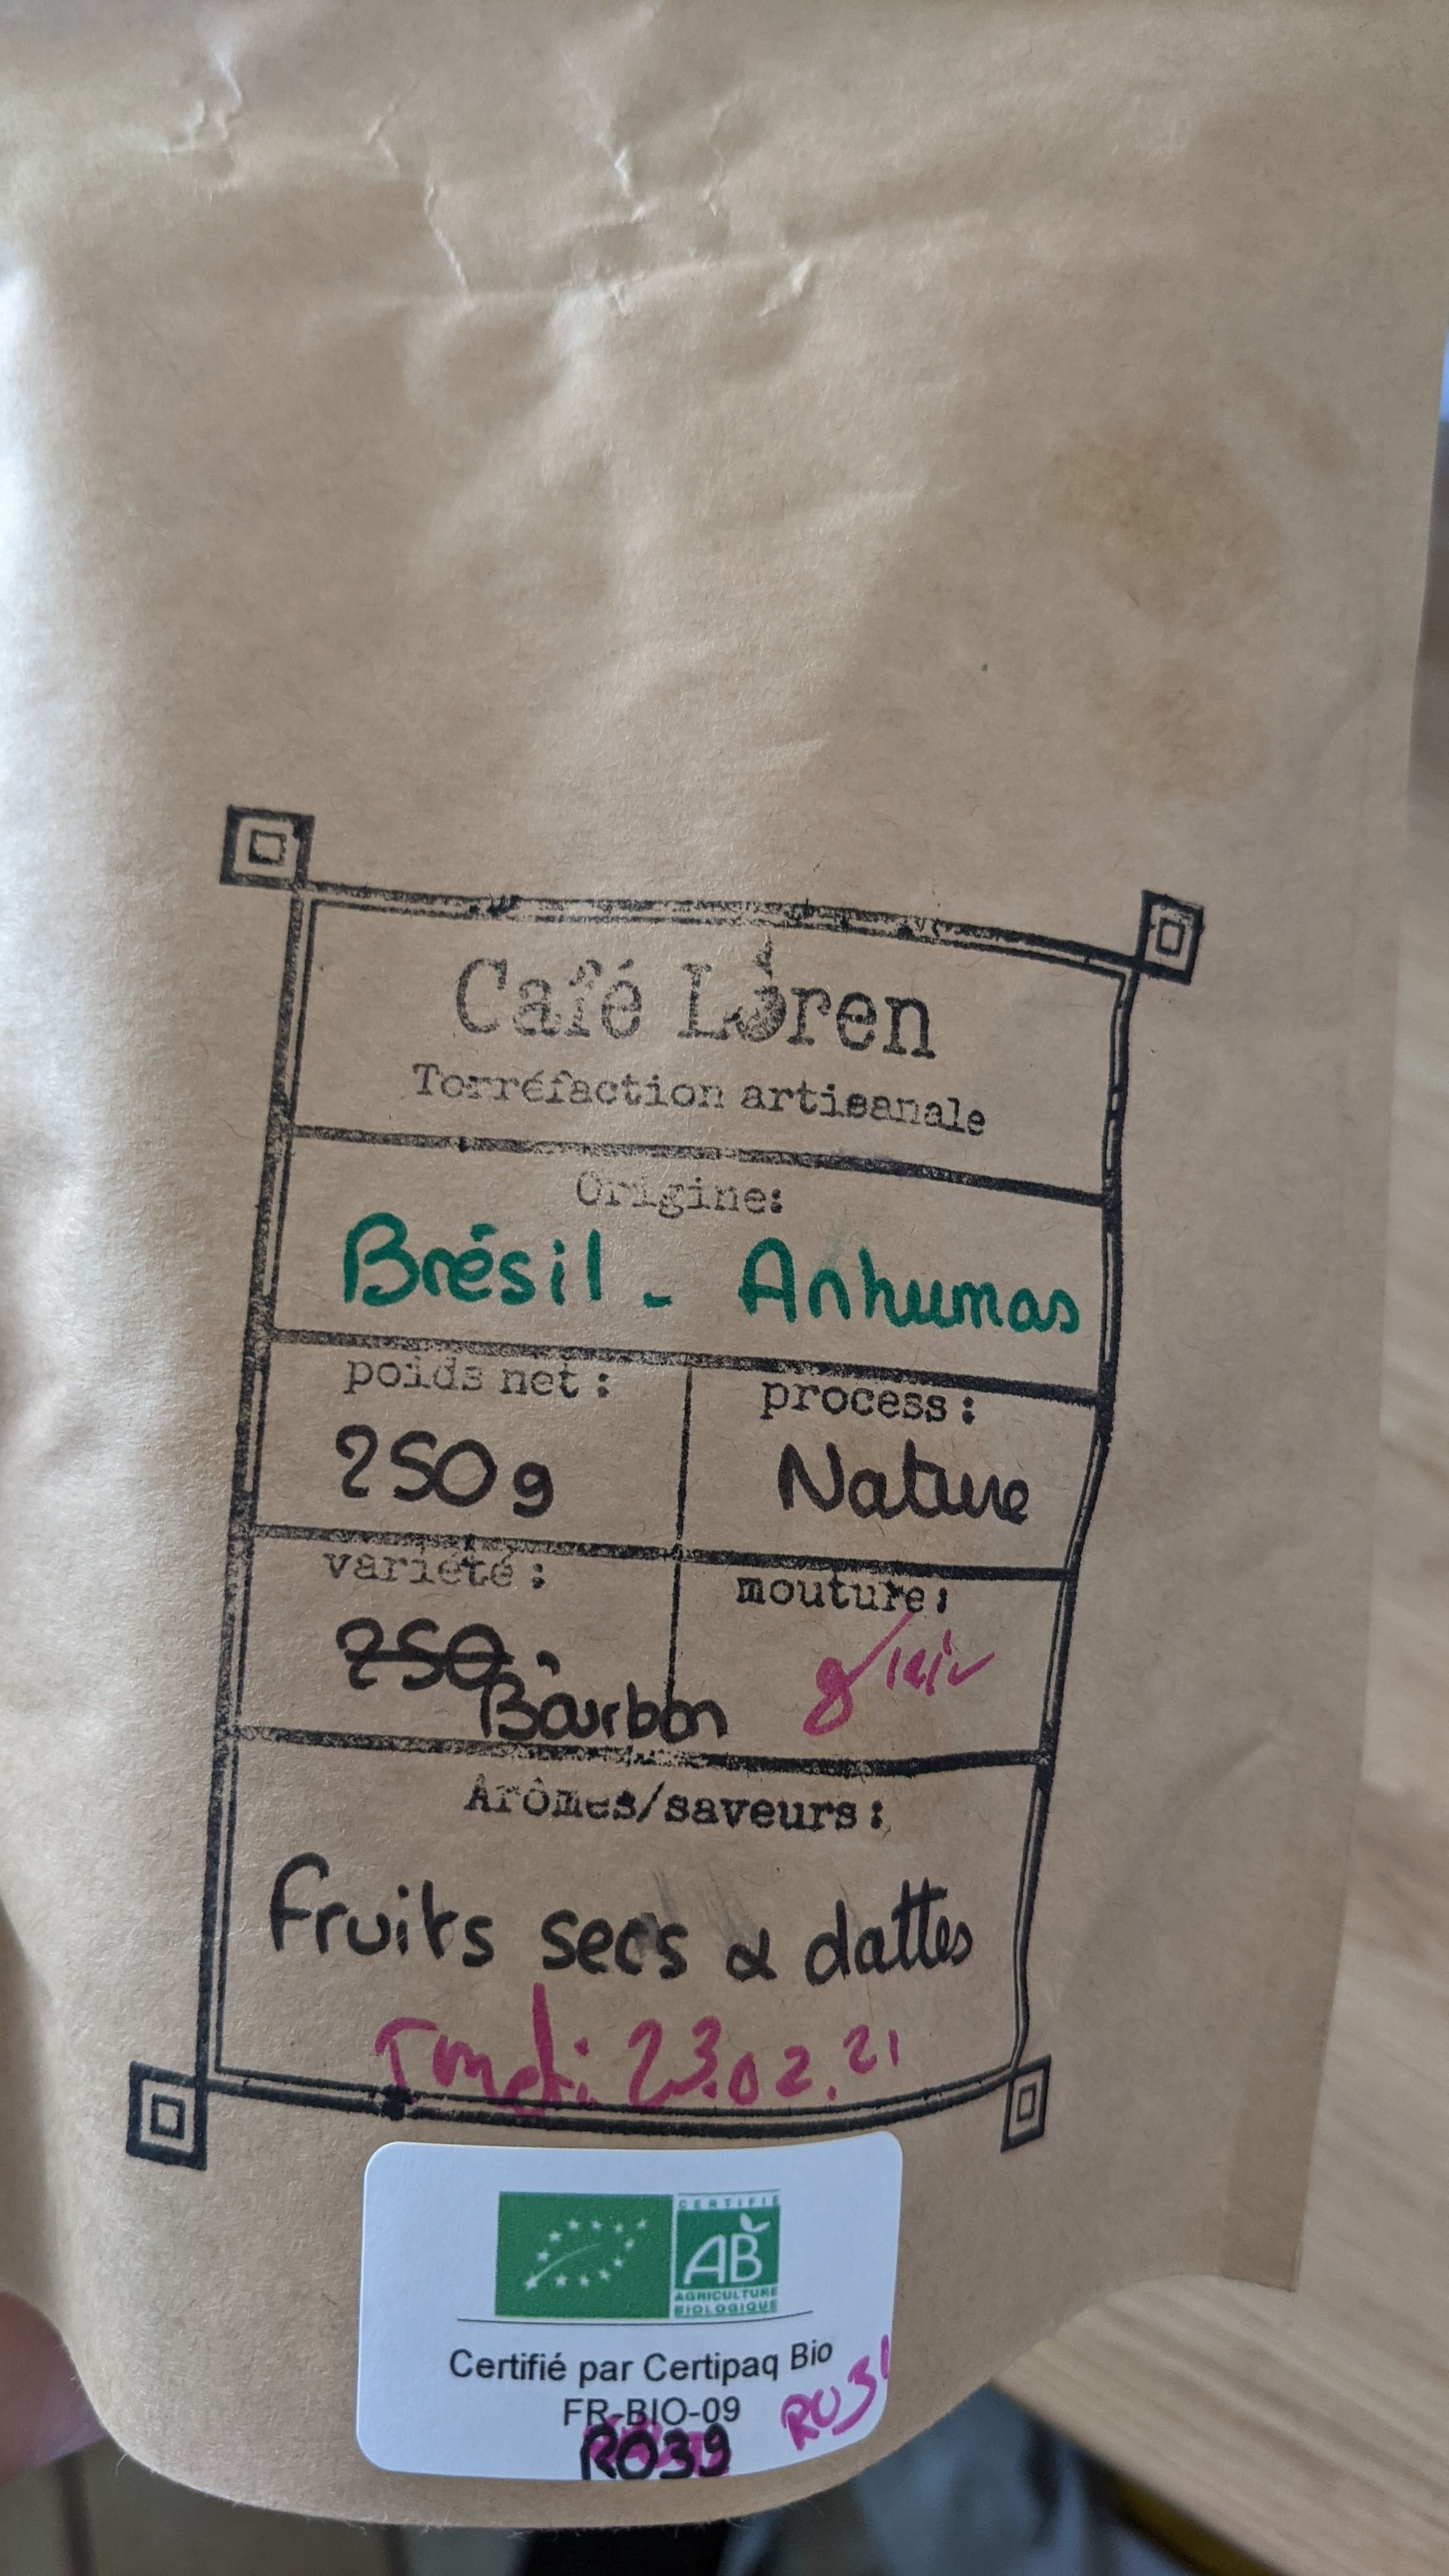 Café Loren
Torréfaction artisanale
Origine:
Brésil - Anhumas
poids net:
250g
process:
Nature
variété:
250
Bourbon
mouture:
grain
Arômes/saveurs:
fruits secs & dattes
23.02.21
CERTIFIÉ
AB
AGRICULTURE
BIOLOGIQUE
Certifié par Certipaq Bio
FR-BIO-09
R039